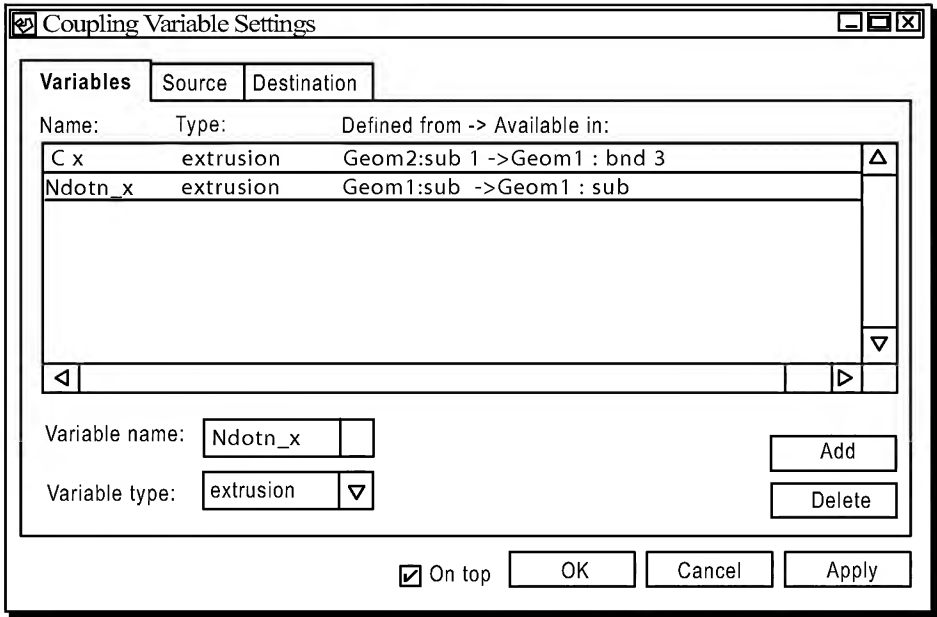 Coupling Variable Settings
Variables Source Destination
Name: Type: Defined from -> Available in:
C x extrusion Geom2:sub 1 ->Geom1 : bnd 3
Ndotn_x extrusion Geom1:sub ->Geom1 : sub
Variable name: Ndotn_x
Add
Variable type: extrusion
Delete
On top OK Cancel Apply